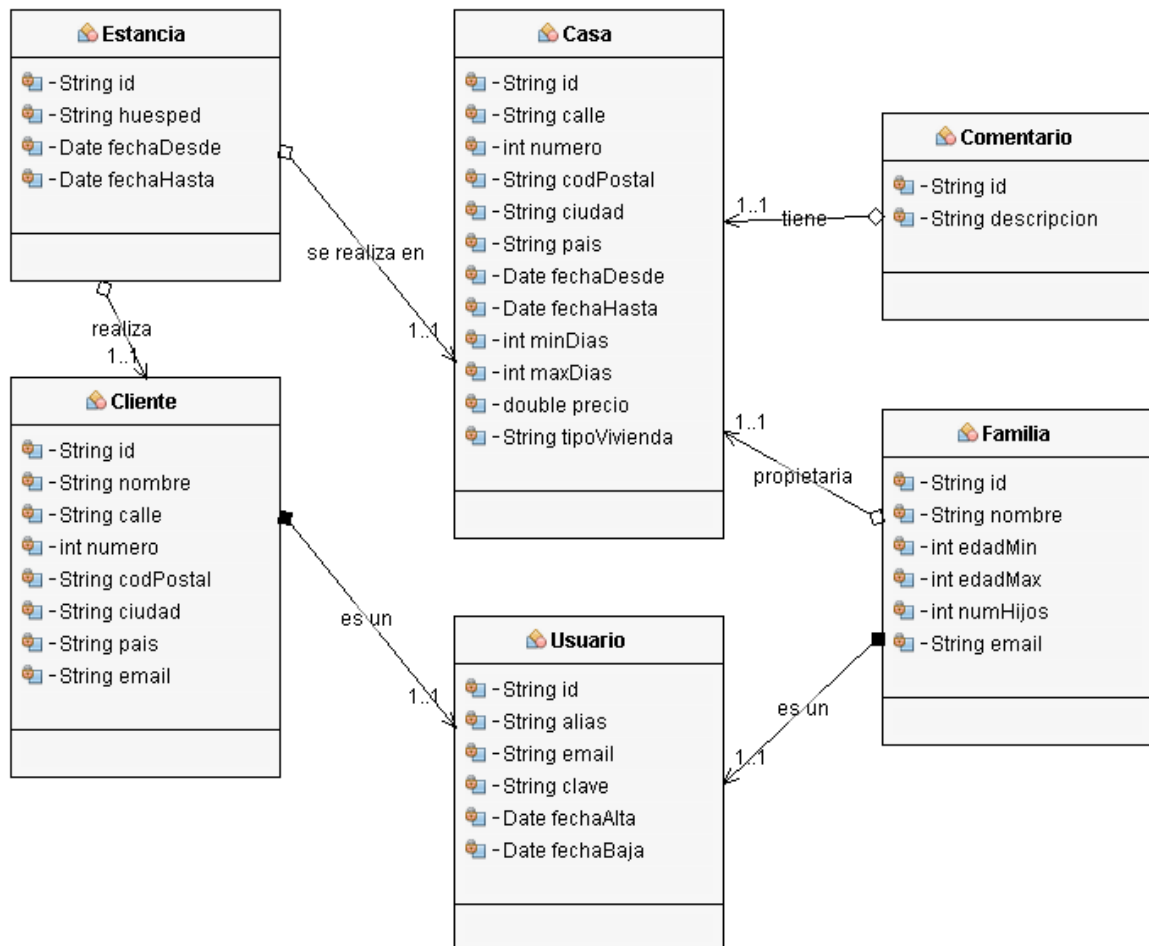 Estancia
-String id
-String huesped
-Date fechaDesde
-Date fechaHasta
Casa
-String id
-String calle
-int numero
-String codPostal
-String ciudad
-String pais
-Date fechaDesde
-Date fechaHasta
-int minDias
-int maxDias
-double precio
-String tipoVivienda
Comentario
-String id
-String descripcion
1..1
tiene
se realiza en
1..1
realiza
1..1
Cliente
-String id
-String nombre
-String calle
-int numero
-String codPostal
-String ciudad
-String pais
-String email
Familia
-String id
-String nombre
-int edadMin
-int edadMax
-int numHijos
-String email
1..1
propietaria
es un
1..1
Usuario
-String id
-String alias
-String email
-String clave
-Date fechaAlta
-Date fechaBaja
es un
1..1